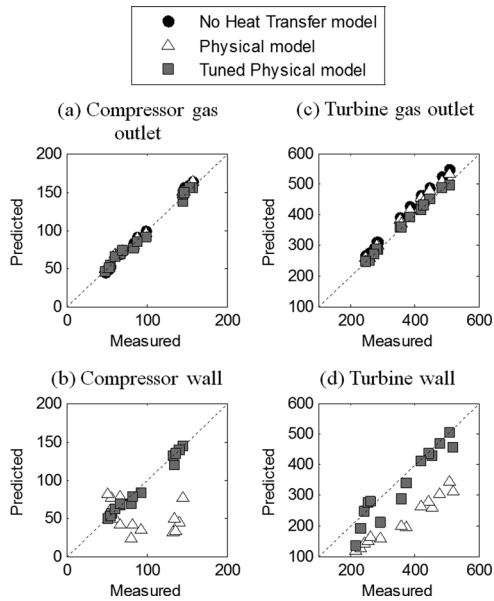 No Heat Transfer model
Physical model
Tuned Physical model
(a) Compressor gas
outlet
(c) Turbine gas outlet
200
150
100
50
0
0
100
200
Predicted
Measured
600
500
400
300
200
100
200
400
600
Predicted
Measured
(b) Compressor wall
(d) Turbine wall
200
150
100
50
0
0
100
200
Predicted
Measured
600
500
400
300
200
100
200
400
600
Predicted
Measured